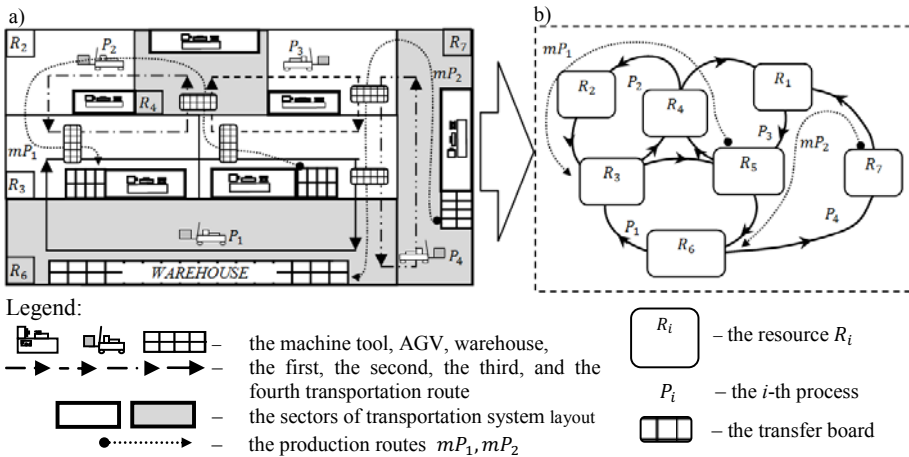 a)
b)
R2
P2
P3
R7
mP2
R4
mP1
R3
P1
P4
R6
WAREHOUSE
mP1
R2
P2
R4
R1
P3
mP2
R3
R5
R7
P1
P4
R6
Legend:
– the machine tool, AGV, warehouse,
– the first, the second, the third, and the
fourth transportation route
– the sectors of transportation system layout
– the production routes mP1, mP2
Ri – the resource Ri
Pi – the i-th process
– the transfer board